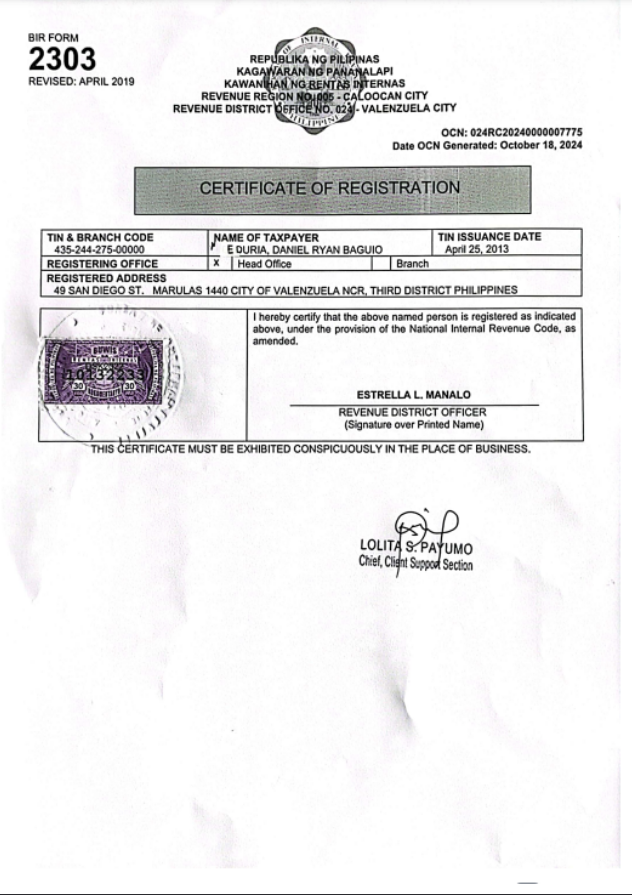 BIR FORM
2303
REVISED: APRIL 2019
REPUBLIKA NG PILIPINAS
KAGAWARAN NG PANANALAPI
KAWANIHAN NG RENTAS INTERNAS
REVENUE REGION NO. 005 - CALOOCAN CITY
REVENUE DISTRICT OFFICE NO. 024 - VALENZUELA CITY
OCN: 024RC20240000007775
Date OCN Generated: October 18, 2024
CERTIFICATE OF REGISTRATION
TIN & BRANCH CODE NAME OF TAXPAYER TIN ISSUANCE DATE
435-244-275-00000 E DURIA, DANIEL RYAN BAGUIO April 25, 2013
REGISTERING OFFICE X Head Office Branch
REGISTERED ADDRESS
49 SAN DIEGO ST. MARULAS 1440 CITY OF VALENZUELA NCR, THIRD DISTRICT PHILIPPINES
I hereby certify that the above named person is registered as indicated
above, under the provision of the National Internal Revenue Code, as
amended.
ESTRELLA L. MANALO
REVENUE DISTRICT OFFICER
(Signature over Printed Name)
THIS CERTIFICATE MUST BE EXHIBITED CONSPICUOUSLY IN THE PLACE OF BUSINESS.
LOLITA S. PAYUMO
Chief, Client Support Section